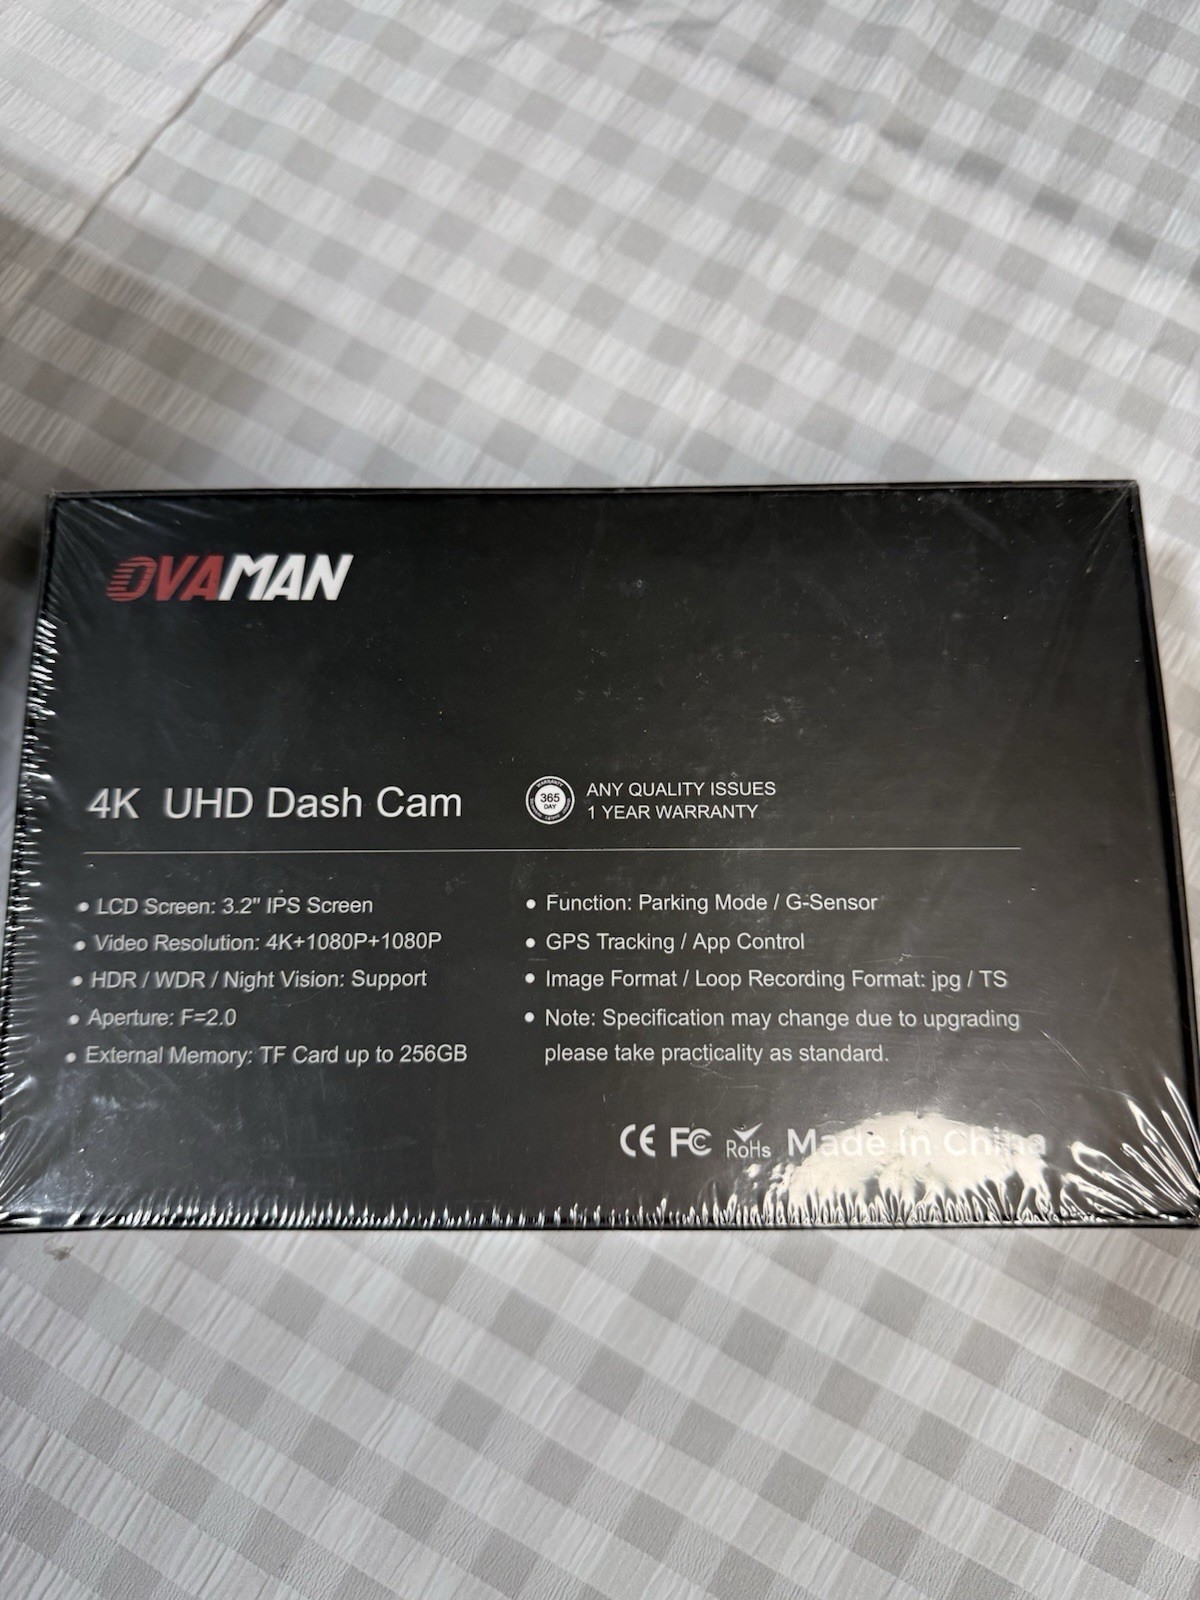 OVAMAN
4K UHD Dash Cam
365
DAY
ANY QUALITY ISSUES
1 YEAR WARRANTY
• LCD Screen: 3.2" IPS Screen
• Video Resolution: 4K+1080P+1080P
• HDR / WDR / Night Vision: Support
• Aperture: F=2.0
• External Memory: TF Card up to 256GB
• Function: Parking Mode / G-Sensor
• GPS Tracking / App Control
• Image Format / Loop Recording Format: jpg / TS
• Note: Specification may change due to upgrading
please take practicality as standard.
CE FC RoHs Made in China